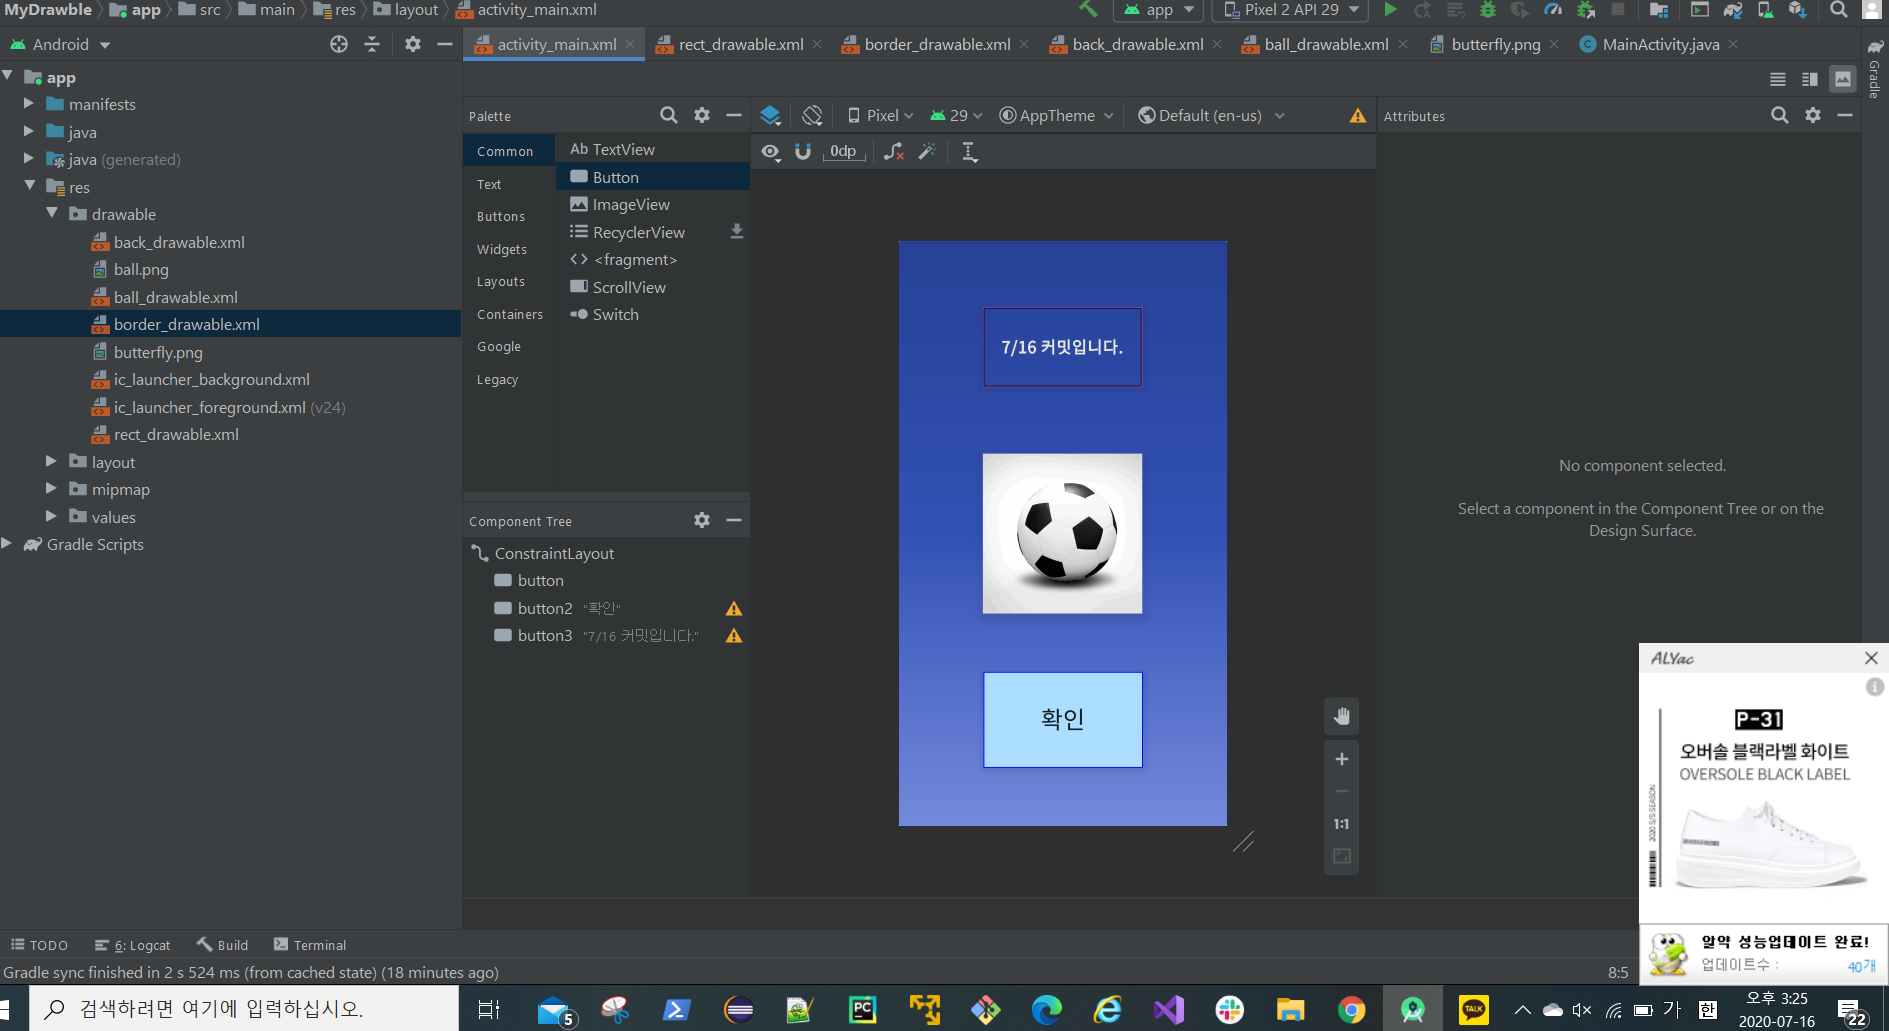 MyDrawble app src main res layout activity_main.xml
app Pixel 2 API 29
Android
activity_main.xml rect_drawable.xml border_drawable.xml back_drawable.xml ball_drawable.xml butterfly.png MainActivity.java
Gradle
app
manifests
java
java (generated)
res
drawable
back_drawable.xml
ball.png
ball_drawable.xml
border_drawable.xml
butterfly.png
ic_launcher_background.xml
ic_launcher_foreground.xml (v24)
rect_drawable.xml
layout
mipmap
values
Gradle Scripts
Palette
Common
Text
Buttons
Widgets
Layouts
Containers
Google
Legacy
Ab TextView
Button
ImageView
RecyclerView
<fragment>
ScrollView
Switch
Component Tree
ConstraintLayout
button
button2 "확인"
button3 "7/16 커밋입니다."
Pixel 29 AppTheme Default (en-us)
0dp
7/16 커밋입니다.
확인
1:1
Attributes
No component selected.
Select a component in the Component Tree or on the
Design Surface.
ALYac
P-31
오버솔 블랙라벨 화이트
OVERSOLE BLACK LABEL
2020 S/S SEASON
알약 성능업데이트 완료!
업데이트수 : 40개
TODO 6: Logcat Build Terminal
Gradle sync finished in 2 s 524 ms (from cached state) (18 minutes ago)
8:5
검색하려면 여기에 입력하십시오.
5
PC
TALK
가
한
오후 3:25
2020-07-16
22